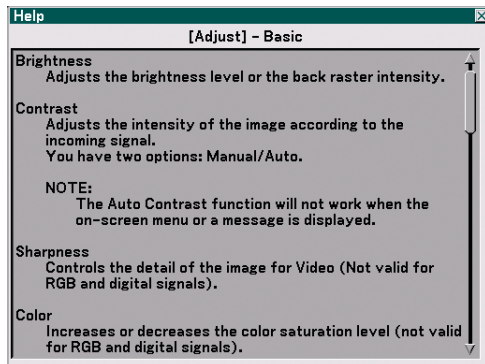 Help
[Adjust] - Basic
Brightness
Adjusts the brightness level or the back raster intensity.
Contrast
Adjusts the intensity of the image according to the
incoming signal.
You have two options: Manual/Auto.
NOTE:
The Auto Contrast function will not work when the
on-screen menu or a message is displayed.
Sharpness
Controls the detail of the image for Video (Not valid for
RGB and digital signals).
Color
Increases or decreases the color saturation level (not valid
for RGB and digital signals).